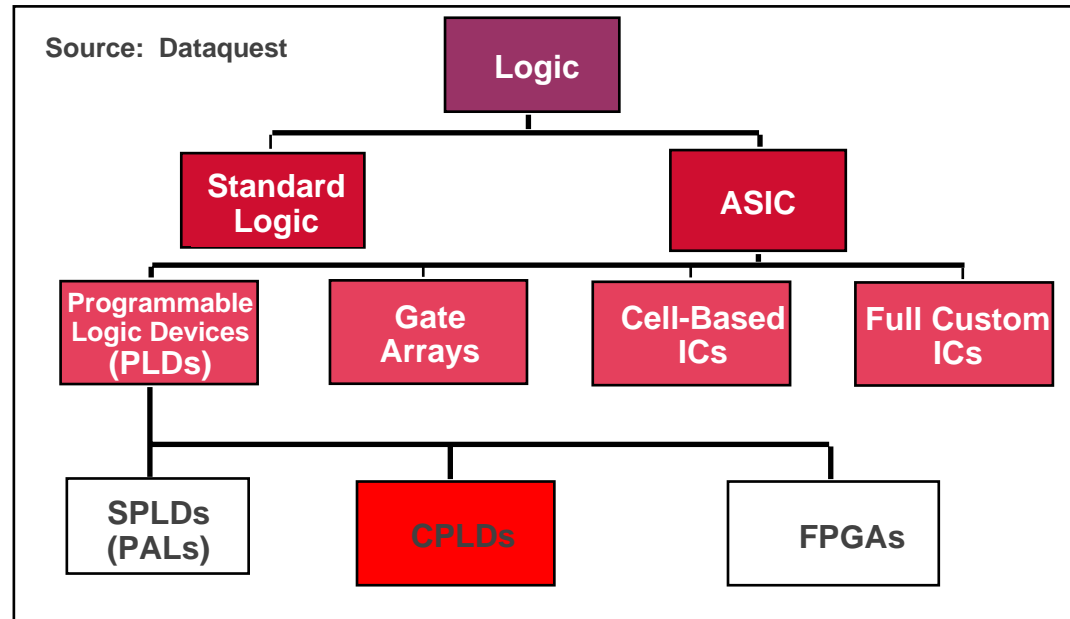 Source: Dataquest
Logic
Standard
Logic
ASIC
Programmable
Logic Devices
(PLDs)
Gate
Arrays
Cell-Based
ICs
Full Custom
ICs
SPLDs
(PALs)
CPLDs
FPGAs